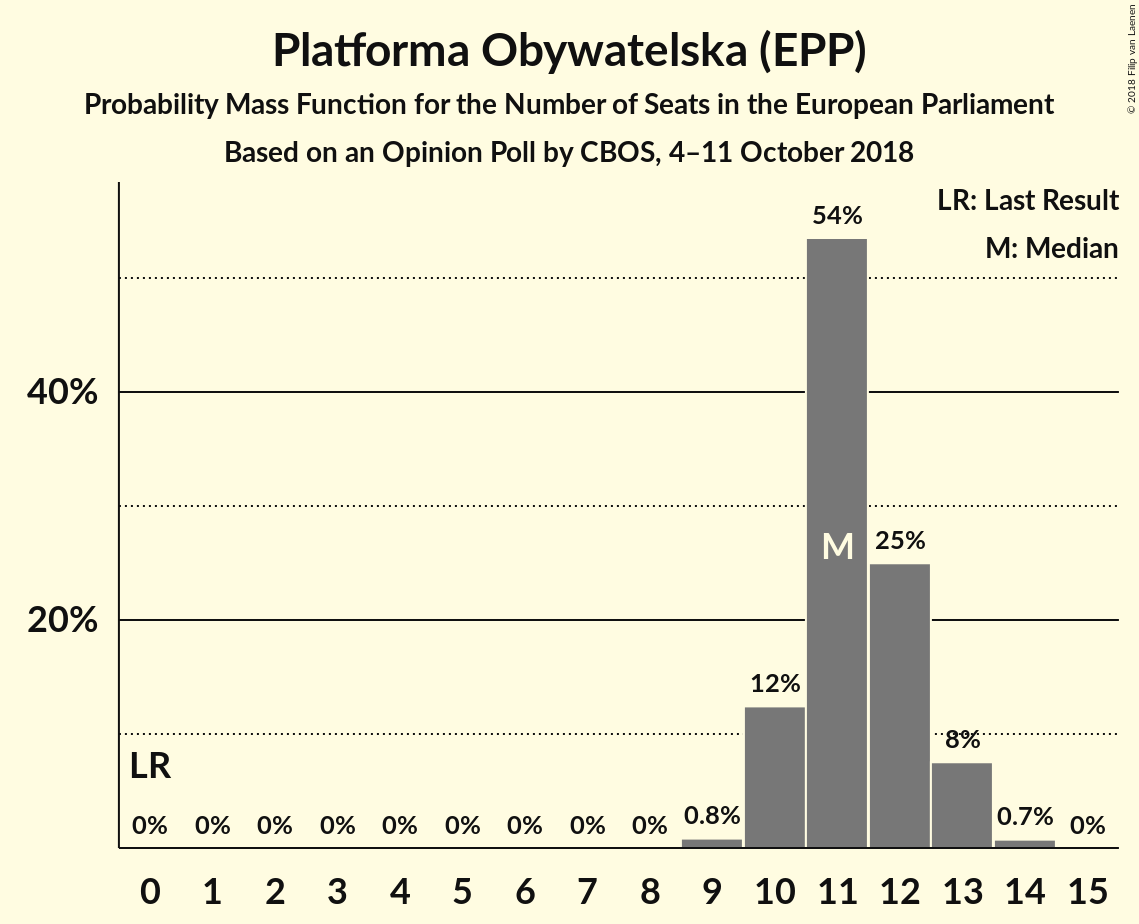 Platforma Obywatelska (EPP)
Probability Mass Function for the Number of Seats in the European Parliament
Based on an Opinion Poll by CBOS, 4–11 October 2018
© 2018 Filip van Laenen
LR: Last Result
M: Median
54%
40%
M
25%
20%
12%
8%
LR
0% 0% 0% 0% 0% 0% 0% 0% 0% 0.8% 0.7% 0%
0 1 2 3 4 5 6 7 8 9 10 11 12 13 14 15